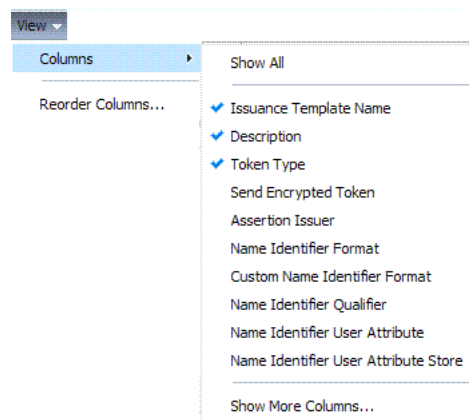 View
Columns
Reorder Columns...
Show All
Issuance Template Name
Description
Token Type
Send Encrypted Token
Assertion Issuer
Name Identifier Format
Custom Name Identifier Format
Name Identifier Qualifier
Name Identifier User Attribute
Name Identifier User Attribute Store
Show More Columns...